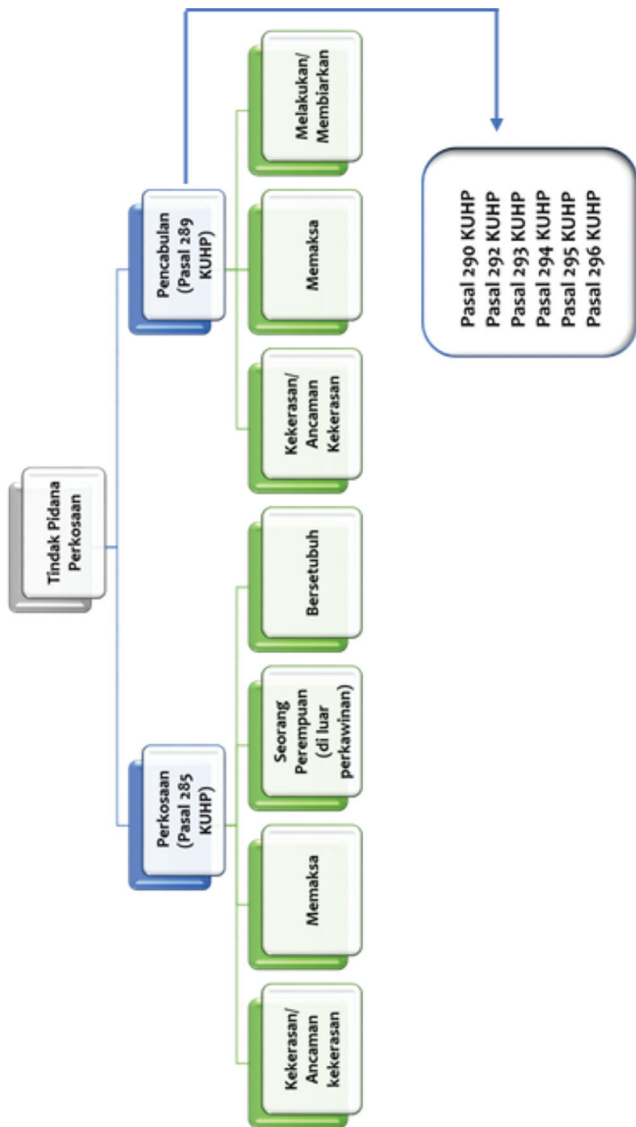 Tindak Pidana
Perkosaan
Perkosaan
(Pasal 285
KUHP)
Pencabulan
(Pasal 289
KUHP)
Kekerasan/
Ancaman
kekerasan
Memaksa
Seorang
Perempuan
(di luar
perkawinan)
Bersetubuh
Kekerasan/
Ancaman
Kekerasan
Memaksa
Melakukan/
Membiarkan
Pasal 290 KUHP
Pasal 292 KUHP
Pasal 293 KUHP
Pasal 294 KUHP
Pasal 295 KUHP
Pasal 296 KUHP